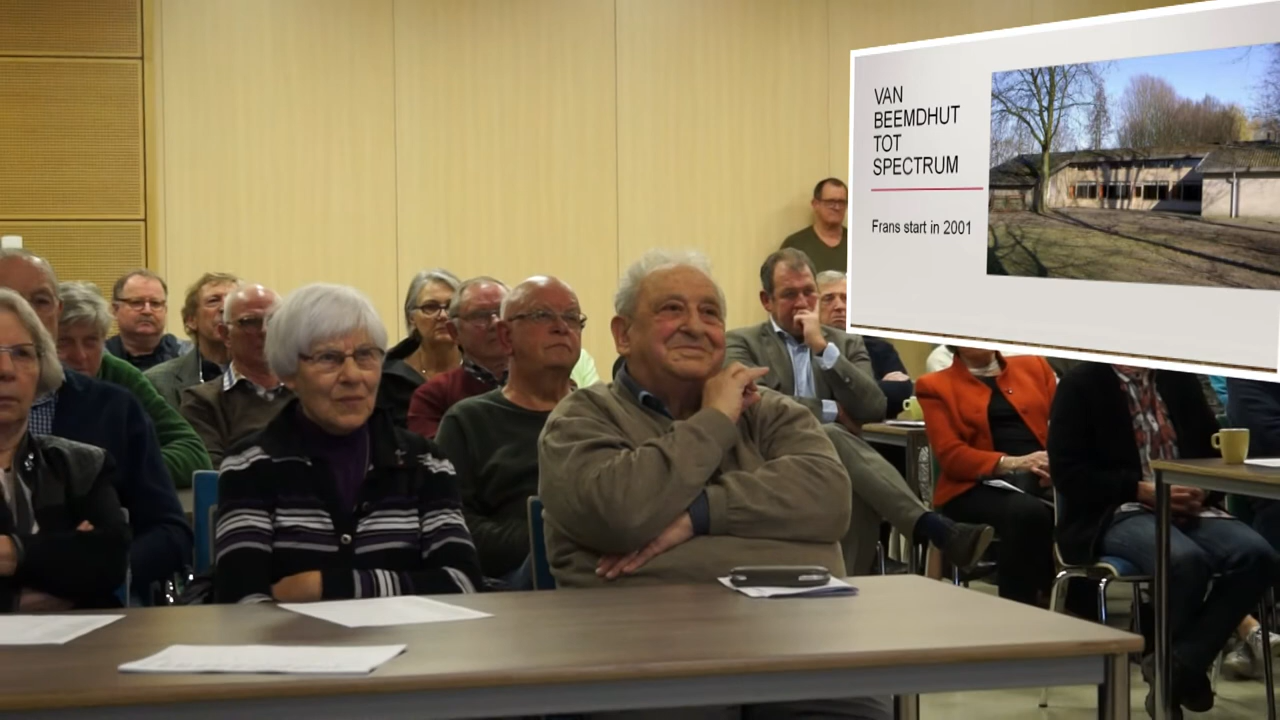 VAN
BEEMDHUT
TOT
SPECTRUM
Frans start in 2001